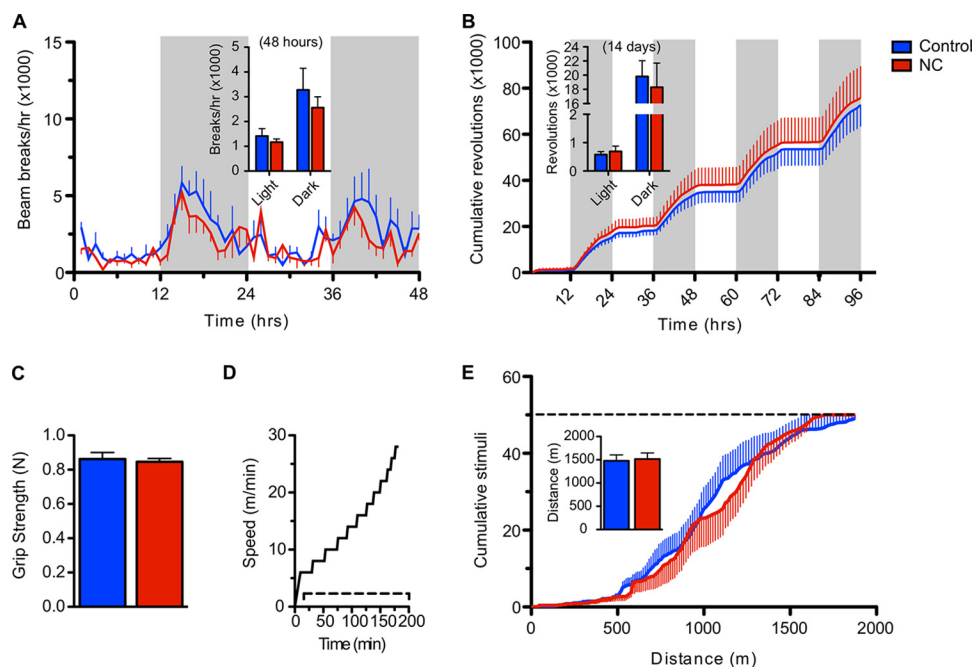 A
Beam breaks/hr (x1000)
15
10
5
0
0
12
24
36
48
Time (hrs)
(48 hours)
Breaks/hr (x1000)
5
4
3
2
1
0
Light
Dark
B
Cumulative revolutions (x1000)
100
80
60
40
20
0
12
24
36
48
60
72
84
96
Time (hrs)
(14 days)
Revolutions (x1000)
24
22
20
18
16
1
0
Light
Dark
Control
NC
C
Grip Strength (N)
1.0
0.8
0.6
0.4
0.2
0.0
D
Speed (m/min)
30
20
10
0
0
50
100
150
200
Time (min)
E
Cumulative stimuli
60
40
20
0
0
500
1000
1500
2000
Distance (m)
Distance (m)
2000
1500
1000
500
0